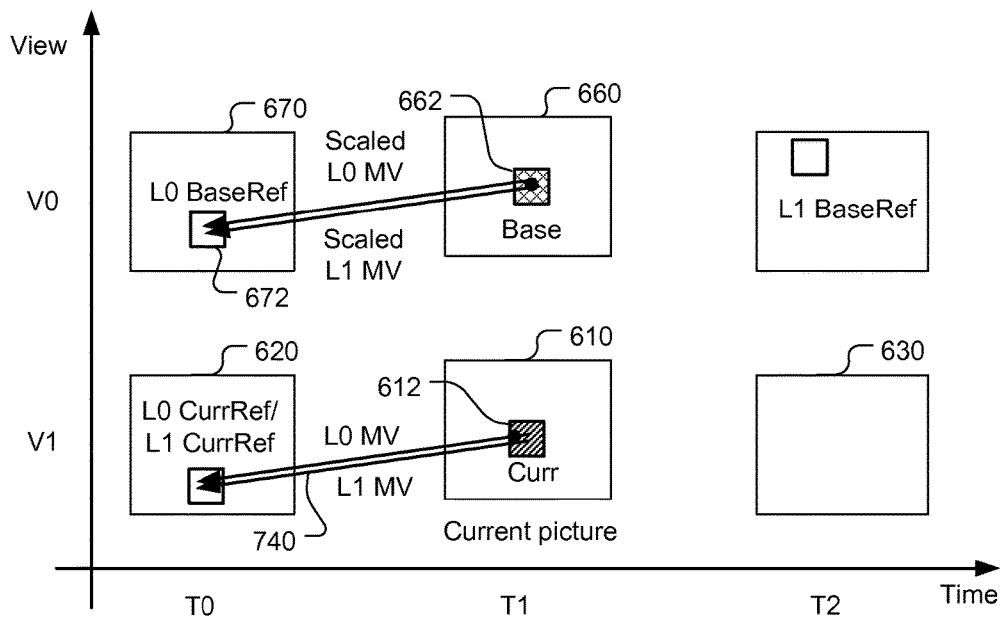 View
670
662
660
Scaled
L0 MV
L0 BaseRef
V0
L1 BaseRef
Base
Scaled
L1 MV
672
620
610
630
612
L0 CurrRef/
L1 CurrRef
L0 MV
V1
Curr
L1 MV
740
Current picture
Time
T0
T1
T2